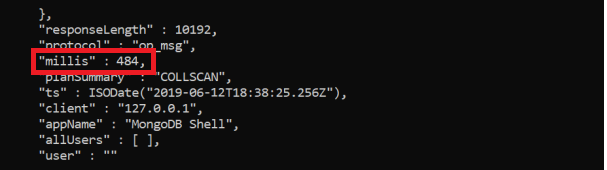 },
"responseLength" : 10192,
"protocol" : "op_msg",
"millis" : 484,
"planSummary" : "COLLSCAN",
"ts" : ISODate("2019-06-12T18:38:25.256Z"),
"client" : "127.0.0.1",
"appName" : "MongoDB Shell",
"allUsers" : [ ],
"user" : ""